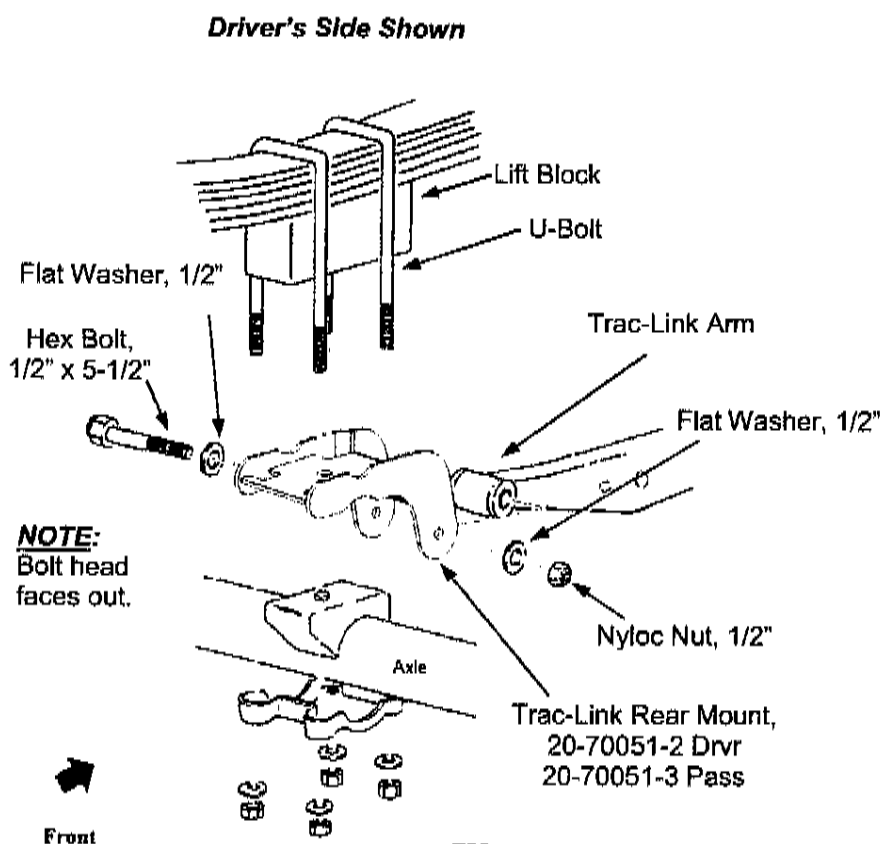 Driver's Side Shown
Lift Block
U-Bolt
Flat Washer, 1/2"
Trac-Link Arm
Hex Bolt,
1/2" x 5-1/2"
Flat Washer, 1/2"
NOTE:
Bolt head
faces out.
Nyloc Nut, 1/2"
Axle
Trac-Link Rear Mount,
20-70051-2 Drvr
20-70051-3 Pass
Front